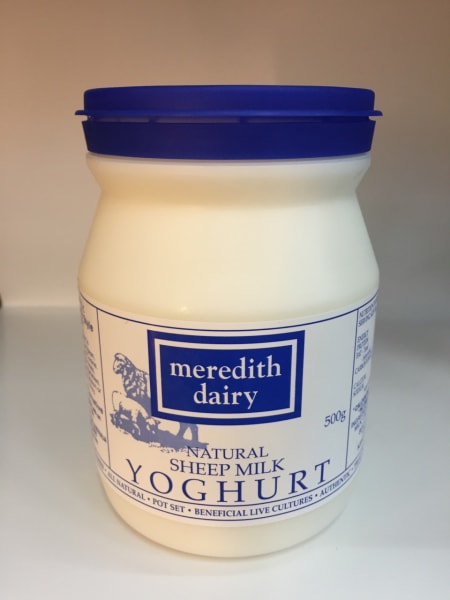 meredith
dairy
500g
NATURAL
SHEEP MILK
YOGHURT
ALL NATURAL • POT SET • BENEFICIAL LIVE CULTURES • AUTHENTIC